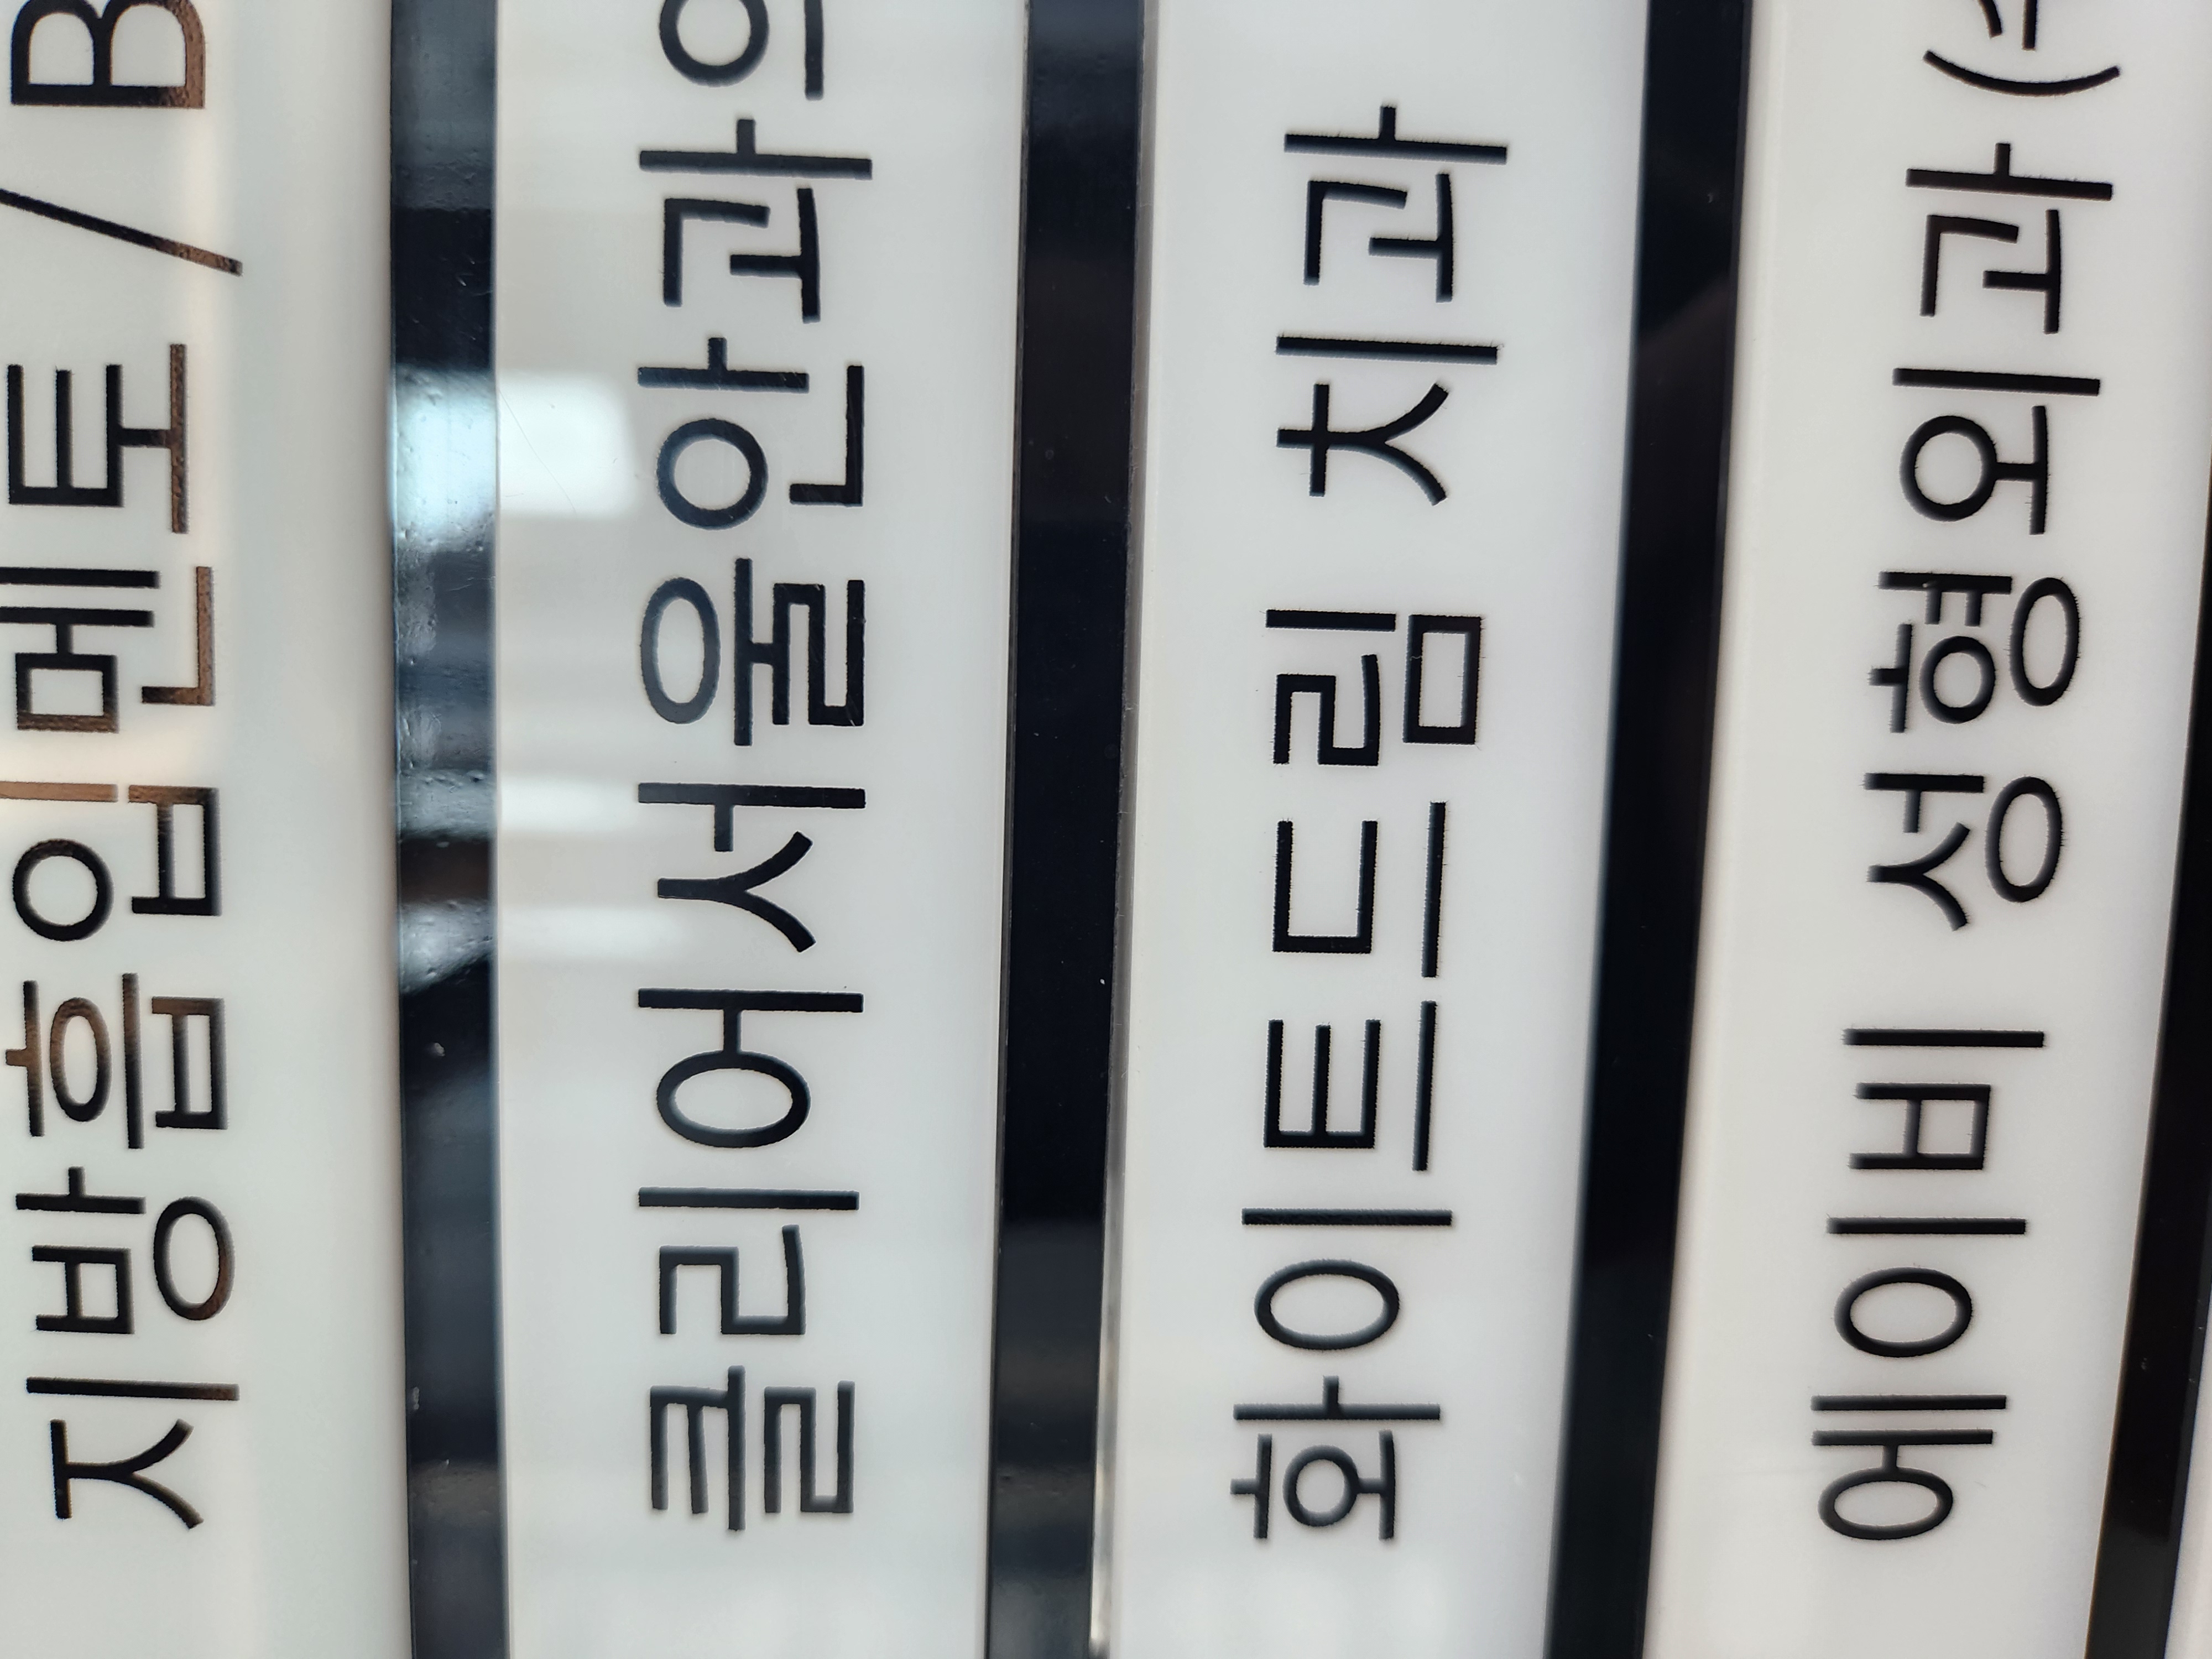 지방흡입멘토 / B
클리어서울안과의
화이트드림 치과
에이비 성형외과(